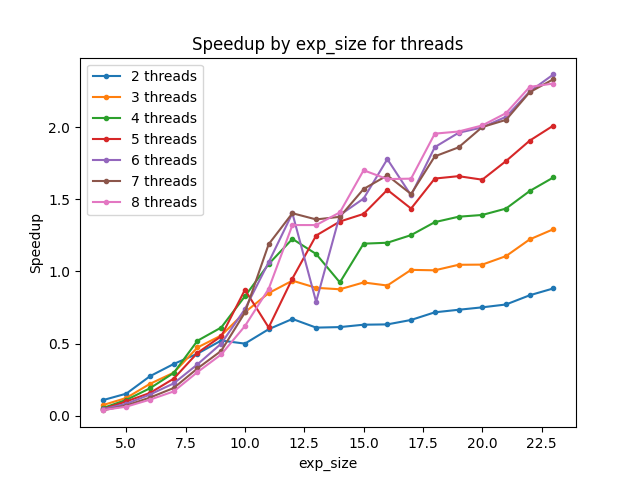 Speedup by exp_size for threads
2 threads
3 threads
4 threads
5 threads
6 threads
7 threads
8 threads
Speedup
2.0
1.5
1.0
0.5
0.0
5.0 7.5 10.0 12.5 15.0 17.5 20.0 22.5
exp_size